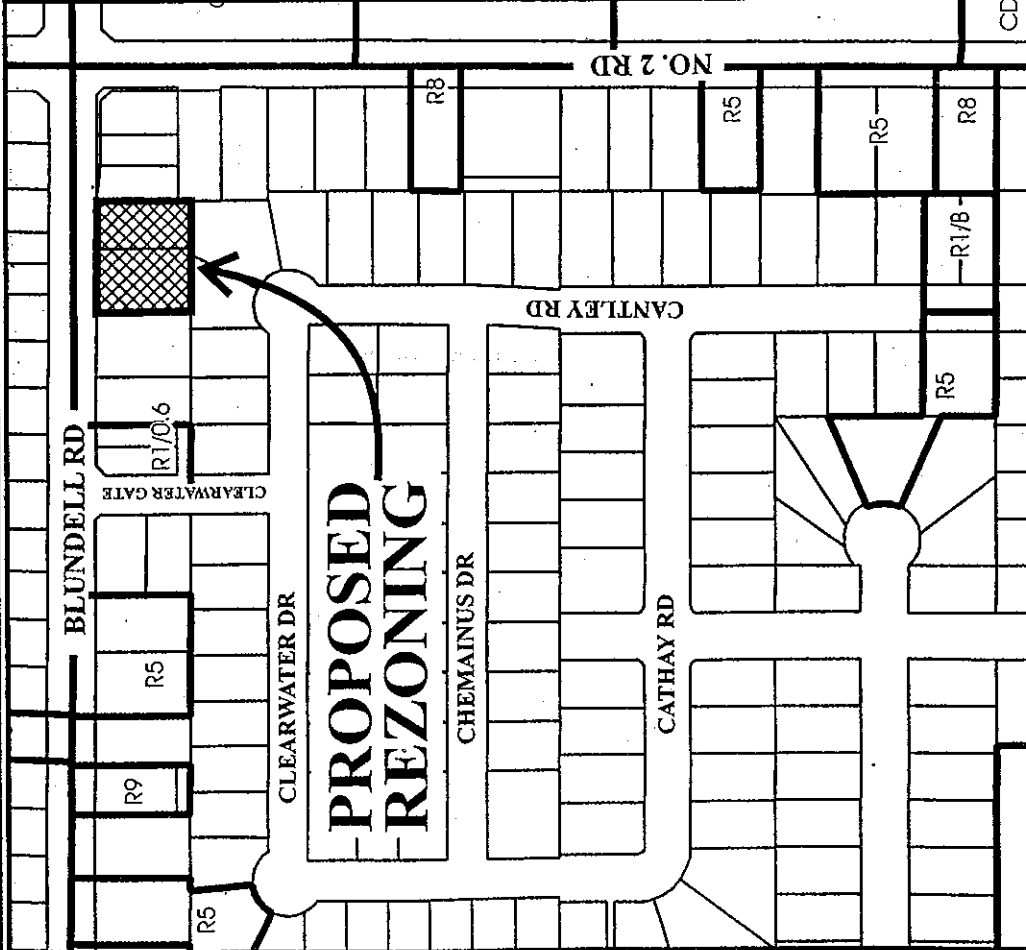 BLUNDELL RD
R9
R5
R5
CLEARWATER GATE
R1/0.6
CLEARWATER DR
PROPOSED
REZONING
CHEMAINUS DR
CATHAY RD
CANTLEY RD
NO. 2 RD
R8
R5
R5
R8
R1/B
R5
CD